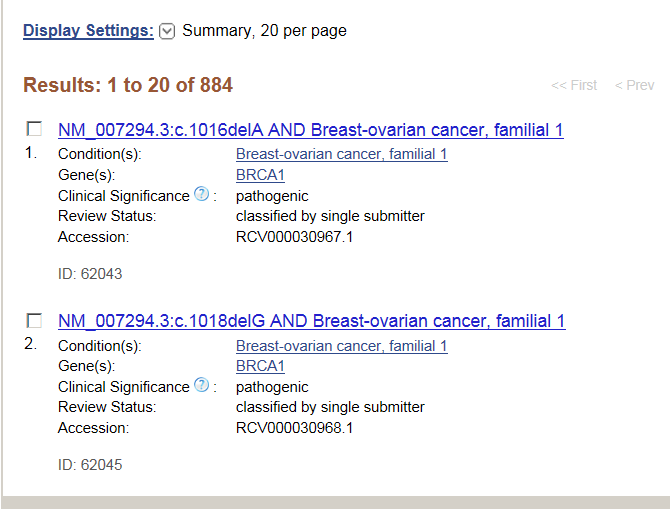 Display Settings: Summary, 20 per page
Results: 1 to 20 of 884
<< First < Prev
NM_007294.3:c.1016delA AND Breast-ovarian cancer, familial 1
1. Condition(s): Breast-ovarian cancer, familial 1
Gene(s): BRCA1
Clinical Significance ? : pathogenic
Review Status: classified by single submitter
Accession: RCV000030967.1
ID: 62043
NM_007294.3:c.1018delG AND Breast-ovarian cancer, familial 1
2. Condition(s): Breast-ovarian cancer, familial 1
Gene(s): BRCA1
Clinical Significance ? : pathogenic
Review Status: classified by single submitter
Accession: RCV000030968.1
ID: 62045